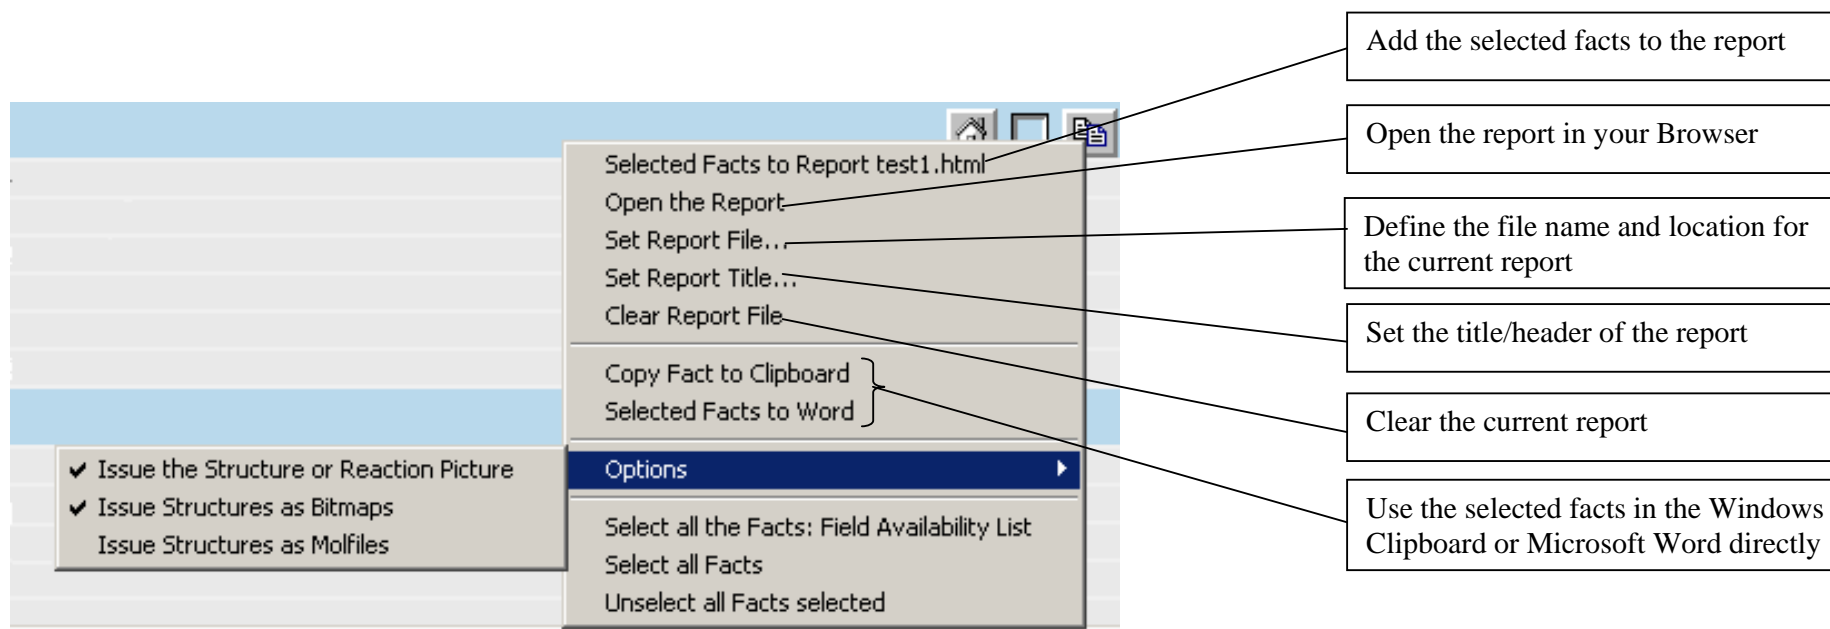 Selected Facts to Report test1.html
Open the Report
Set Report File...
Set Report Title...
Clear Report File
Copy Fact to Clipboard
Selected Facts to Word
Options
Select all the Facts: Field Availability List
Select all Facts
Unselect all Facts selected
Issue the Structure or Reaction Picture
Issue Structures as Bitmaps
Issue Structures as Molfiles
Add the selected facts to the report
Open the report in your Browser
Define the file name and location for
the current report
Set the title/header of the report
Clear the current report
Use the selected facts in the Windows
Clipboard or Microsoft Word directly